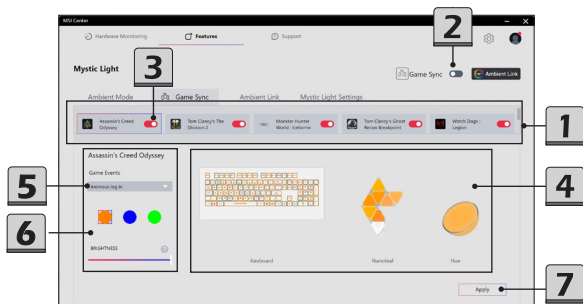 MSI Center
Hardware Monitoring
Features
Support
2
Mystic Light
3
Game Sync
Ambient Link
Ambient Mode
Game Sync
Ambient Link
Mystic Light Settings
Assassin's Creed
Odyssey
Tom Clancy's The
Division 2
Monster Hunter
World : Iceborne
Tom Clancy's Ghost
Recon Breakpoint
Watch Dogs :
Legion
1
Assassin's Creed Odyssey
Game Events
5
Animus log in
4
6
BRIGHTNESS
Keyboard
Nanoleaf
Hue
Apply
7